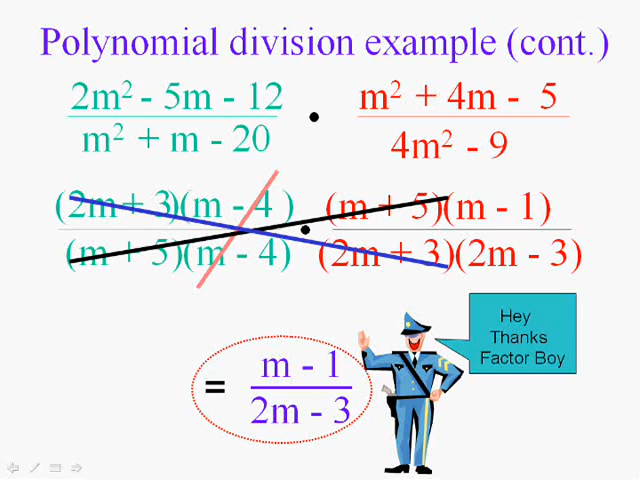 Polynomial division example (cont.)
2m² - 5m - 12
m² + m - 20
•
m² + 4m - 5
4m² - 9
(2m + 3)(m - 4)
(m + 5)(m - 4)
•
(m + 5)(m - 1)
(2m + 3)(2m - 3)
Hey
Thanks
Factor Boy
=
m - 1
2m - 3